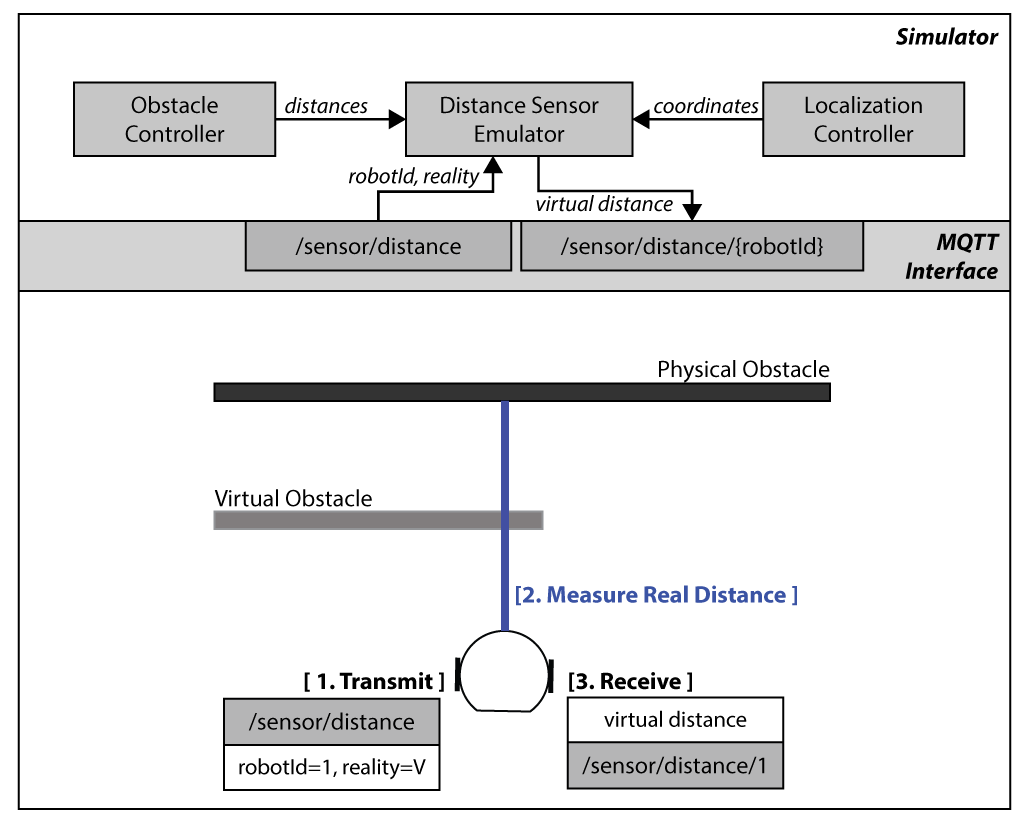 Simulator
Obstacle
Controller
distances
Distance Sensor
Emulator
coordinates
Localization
Controller
robotId, reality
virtual distance
/sensor/distance
/sensor/distance/{robotId}
MQTT
Interface
Physical Obstacle
Virtual Obstacle
[2. Measure Real Distance ]
[ 1. Transmit ]
/sensor/distance
robotId=1, reality=V
[3. Receive ]
virtual distance
/sensor/distance/1